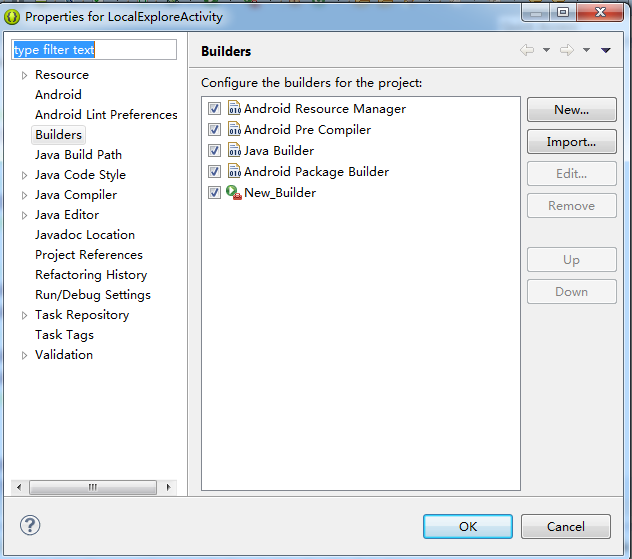 Properties for LocalExploreActivity
type filter text
Resource
Android
Android Lint Preferences
Builders
Java Build Path
Java Code Style
Java Compiler
Java Editor
Javadoc Location
Project References
Refactoring History
Run/Debug Settings
Task Repository
Task Tags
Validation
Builders
Configure the builders for the project:
Android Resource Manager
Android Pre Compiler
Java Builder
Android Package Builder
New_Builder
New...
Import...
Edit...
Remove
Up
Down
OK
Cancel